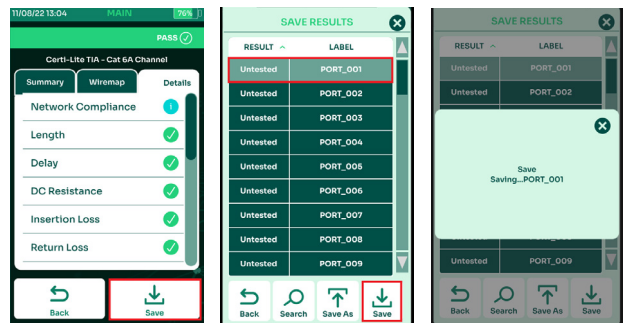 11/08/22 13:04 MAIN 76%
PASS
Certi-Lite TIA - Cat 6A Channel
Summary Wiremap Details
Network Compliance
Length
Delay
DC Resistance
Insertion Loss
Return Loss
Back Save
SAVE RESULTS
RESULT LABEL
Untested PORT_001
Untested PORT_002
Untested PORT_003
Untested PORT_004
Untested PORT_005
Untested PORT_006
Untested PORT_007
Untested PORT_008
Untested PORT_009
Back Search Save As Save
SAVE RESULTS
RESULT LABEL
Untested PORT_001
Untested PORT_002
Save
Saving...PORT_001
Untested PORT_009
Back Search Save As Save